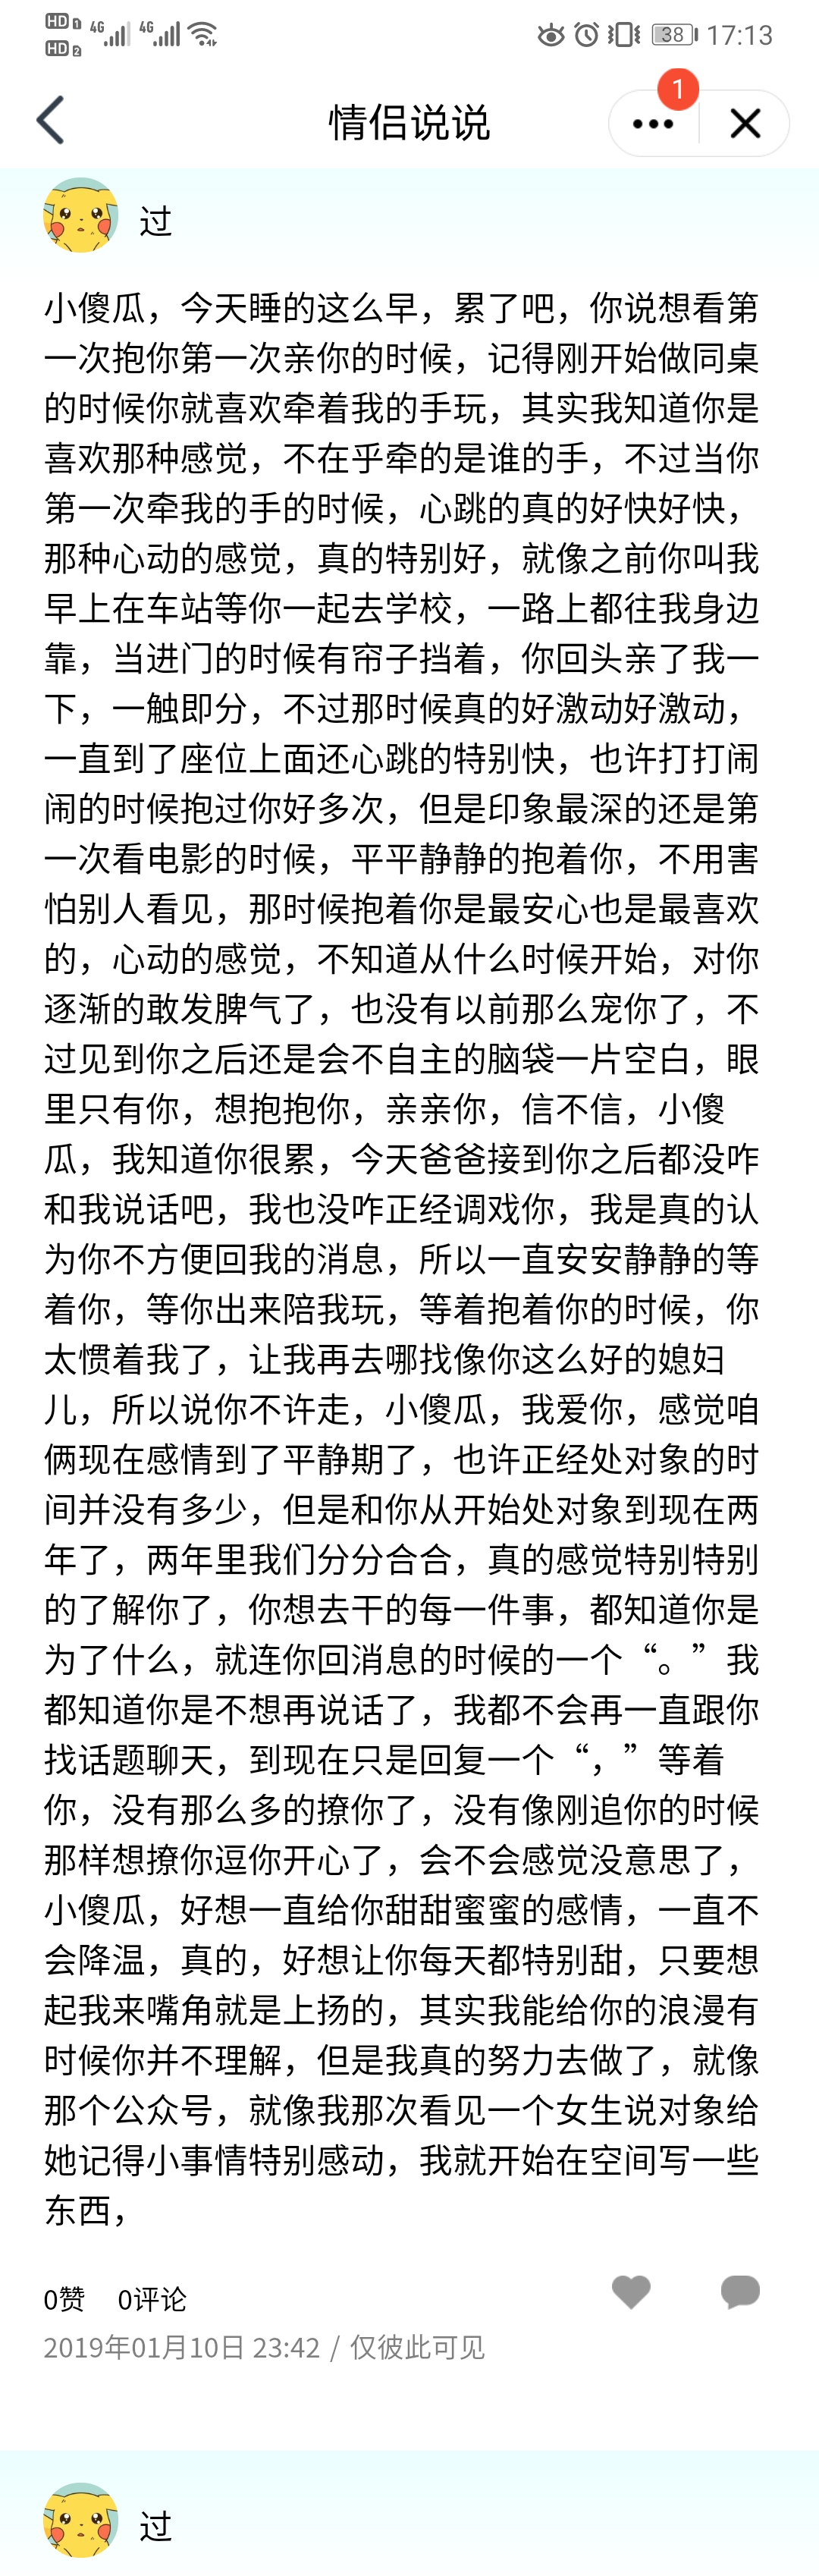 HD 1 4G 4G
HD 2
38 17:13
情侣说说
1
过
小傻瓜，今天睡的这么早，累了吧，你说想看第
一次抱你第一次亲你的时候，记得刚开始做同桌
的时候你就喜欢牵着我的手玩，其实我知道你是
喜欢那种感觉，不在乎牵的是谁的手，不过当你
第一次牵我的手的时候，心跳的真的好快好快，
那种心动的感觉，真的特别好，就像之前你叫我
早上在车站等你一起去学校，一路上都往我身边
靠，当进门的时候有帘子挡着，你回头亲了我一
下，一触即分，不过那时候真的好激动好激动，
一直到了座位上面还心跳的特别快，也许打打闹
闹的时候抱过你好多次，但是印象最深的还是第
一次看电影的时候，平平静静的抱着你，不用害
怕别人看见，那时候抱着你是最安心也是最喜欢
的，心动的感觉，不知道从什么时候开始，对你
逐渐的敢发脾气了，也没有以前那么宠你了，不
过见到你之后还是会不自主的脑袋一片空白，眼
里只有你，想抱抱你，亲亲你，信不信，小傻
瓜，我知道你很累，今天爸爸接到你之后都没咋
和我说话吧，我也没咋正经调戏你，我是真的认
为你不方便回我的消息，所以一直安安静静的等
着你，等你出来陪我玩，等着抱着你的时候，你
太惯着我了，让我再去哪找像你这么好的媳妇
儿，所以说你不许走，小傻瓜，我爱你，感觉咱
俩现在感情到了平静期了，也许正经处对象的时
间并没有多少，但是和你从开始处对象到现在两
年了，两年里我们分分合合，真的感觉特别特别
的了解你了，你想去干的每一件事，都知道你是
为了什么，就连你回消息的时候的一个“。”我
都知道你是不想再说话了，我都不会再一直跟你
找话题聊天，到现在只是回复一个“，”等着
你，没有那么多的撩你了，没有像刚追你的时候
那样想撩你逗你开心了，会不会感觉没意思了，
小傻瓜，好想一直给你甜甜蜜蜜的感情，一直不
会降温，真的，好想让你每天都特别甜，只要想
起我来嘴角就是上扬的，其实我能给你的浪漫有
时候你并不理解，但是我真的努力去做了，就像
那个公众号，就像我那次看见一个女生说对象给
她记得小事情特别感动，我就开始在空间写一些
东西，
0赞 0评论
2019年01月10日 23:42 / 仅彼此可见
过